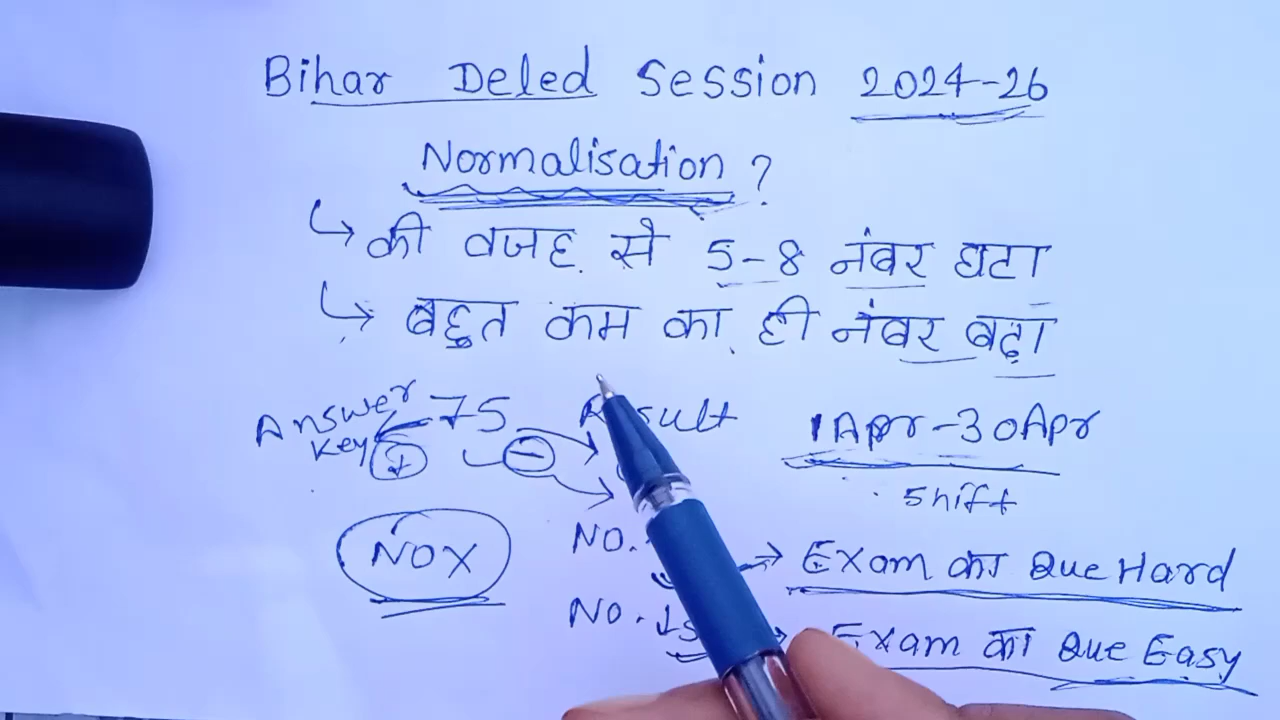 Bihar Deled Session 2024-26
Normalisation ?
↳ की वजह से 5-8 नंबर घटा
↳ बहुत कम का ही नंबर बढ़ा
Answer Key 75
+
−
1Apr-30Apr
Shift
NOX
NO. → Exam का Que Hard
NO. ↓ Exam का Que Easy